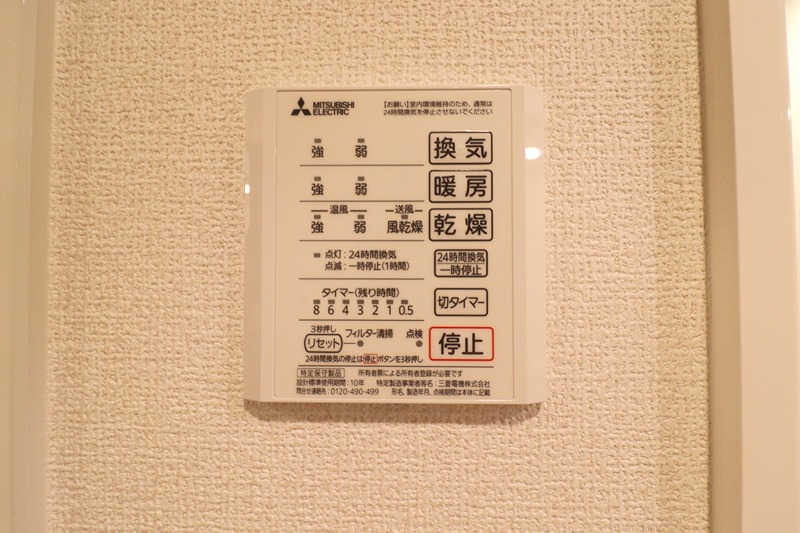 MITSUBISHI
ELECTRIC
【お願い】室内環境維持のため、通常は
24時間換気を停止させないでください
強 弱 換気
強 弱 暖房
温風 送風
強 弱 風乾燥 乾燥
点灯：24時間換気
点滅：一時停止(1時間)
24時間換気
一時停止
タイマー(残り時間)
8 6 4 3 2 1 0.5
切タイマー
3秒押し
リセット フィルター清掃 点検
停止
24時間換気の停止は停止ボタンを3秒押し
特定保守製品 所有者票による所有者登録が必要です
設計標準使用期間：10年 特定製造事業者等名：三菱電機株式会社
問合せ連絡先：0120-490-499 別名、製造年月、点検期間は本体に記載